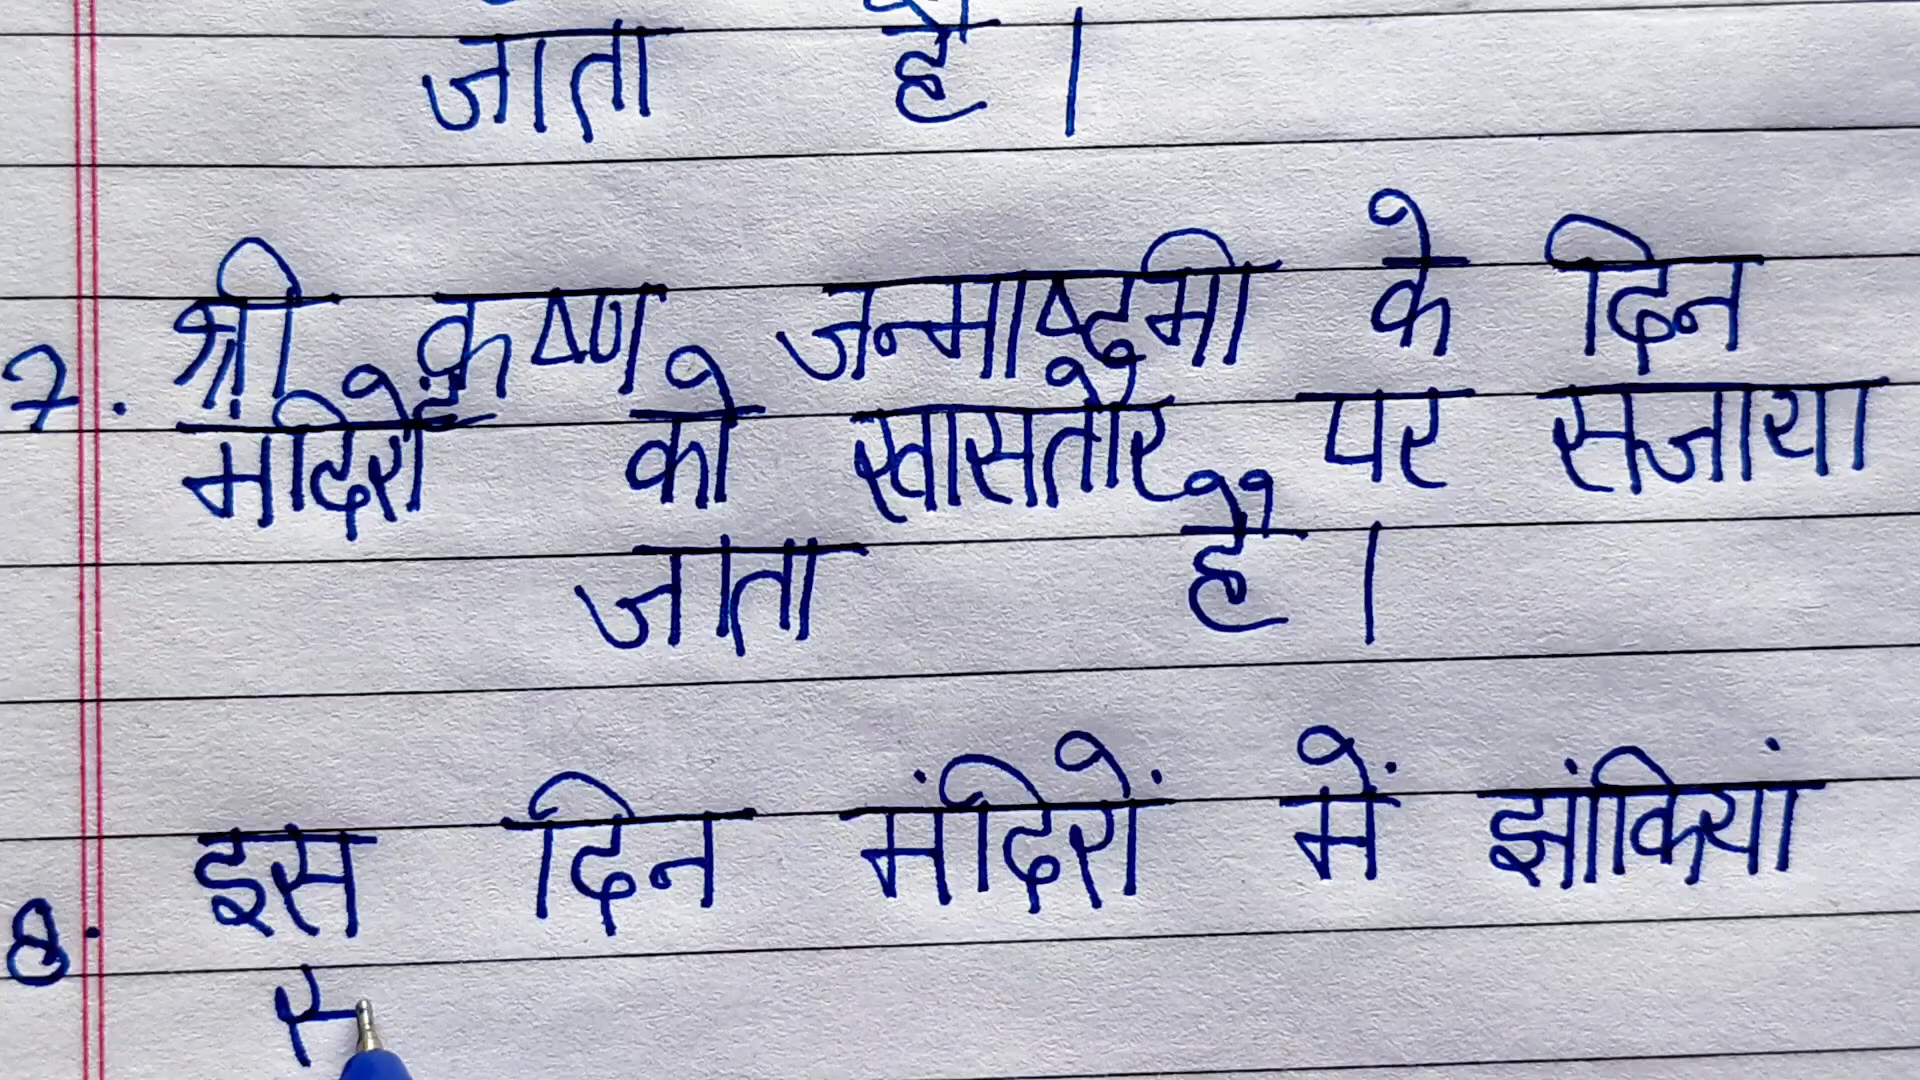 जाता है।
7. श्री कृष्ण जन्माष्टमी के दिन
मंदिरो को खासतौर पर सजाया
जाता है।
8. इस दिन मंदिरों में झांकियां